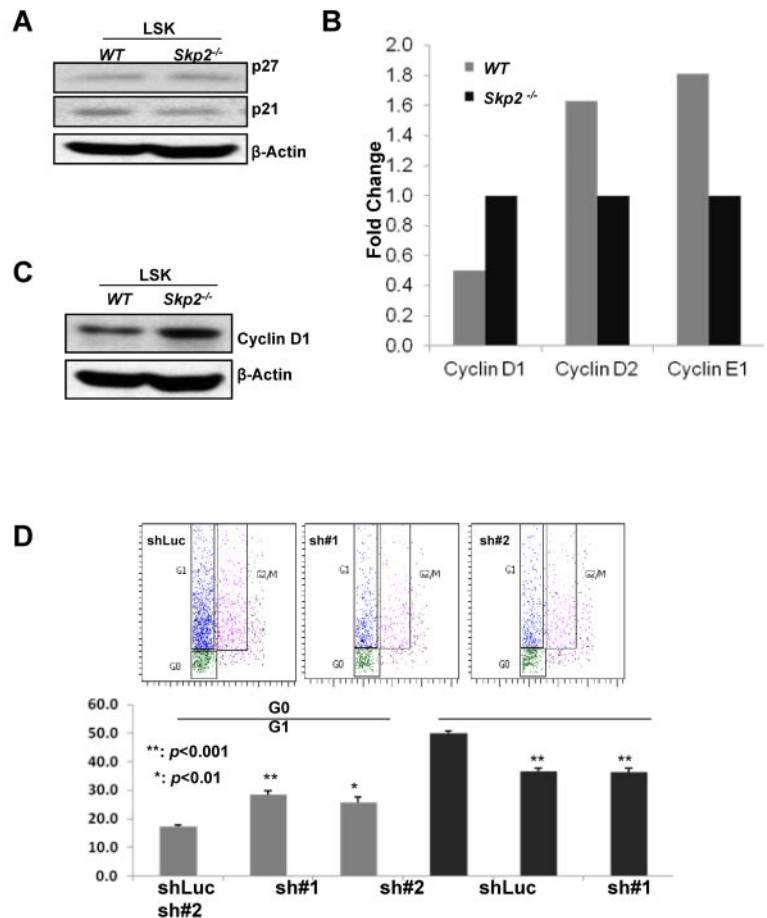 A
LSK
WT Skp2-/-
p27
p21
β-Actin
B
2.0
1.8
1.6
1.4
1.2
1.0
0.8
0.6
0.4
0.2
0.0
Fold Change
WT
Skp2 -/-
Cyclin D1 Cyclin D2 Cyclin E1
C
LSK
WT Skp2-/-
Cyclin D1
β-Actin
D
shLuc
G1
G2/M
G0
sh#1
G1
G2/M
G0
sh#2
G1
G2/M
G0
60.0
50.0
40.0
30.0
20.0
10.0
0.0
G0
G1
**: p<0.001
*: p<0.01
** * ** **
shLuc sh#1 sh#2 shLuc sh#1
sh#2